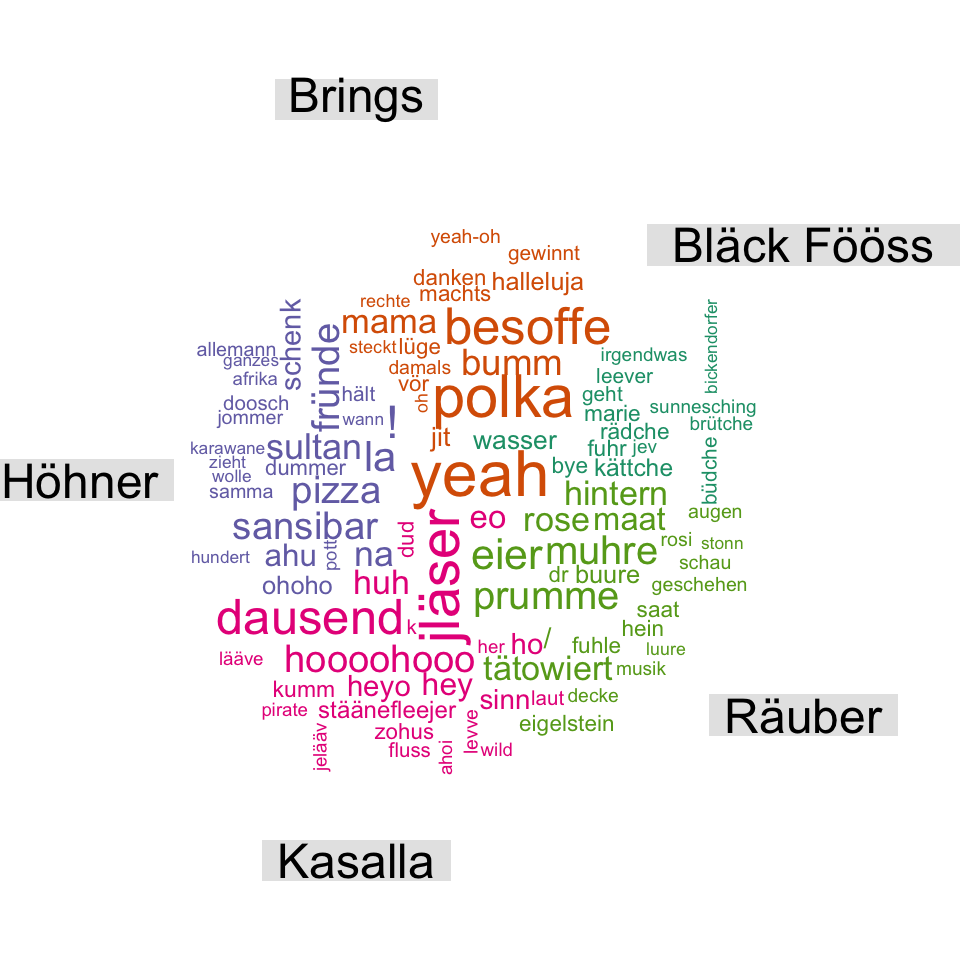 Brings
Bläck Fööss
yeah-oh
gewinnt
danken
halleluja
machts
rechte
mama
besoffe
steckt
lüge
bumm
damals
vör
oh
polka
jit
yeah
schenk
allemann
ganzes
fründe
afrika
hält
doosch
jommer
wann
!
karawane
sultan
la
zieht
dummer
wolle
samma
pizza
sansibar
hundert
ahu
pott
na
ohoho
bickendorfer
irgendwas
leever
geht
marie
sunnesching
brütche
rädche
wasser
fuhr
jev
bye
kättche
büdche
Höhner
hintern
augen
rose
maat
rosi
stonn
eier
muhre
schau
dr
buure
geschehen
prumme
saat
hein
/
fuhle
luure
tätowiert
musik
decke
eigelstein
eo
dud
jläser
huh
dausend
k
her
ho
lääve
hoooohooo
kumm
heyo
hey
sinn
laut
pirate
stäänefleejer
zohus
levve
jelääv
fluss
ahoi
wild
Räuber
Kasalla